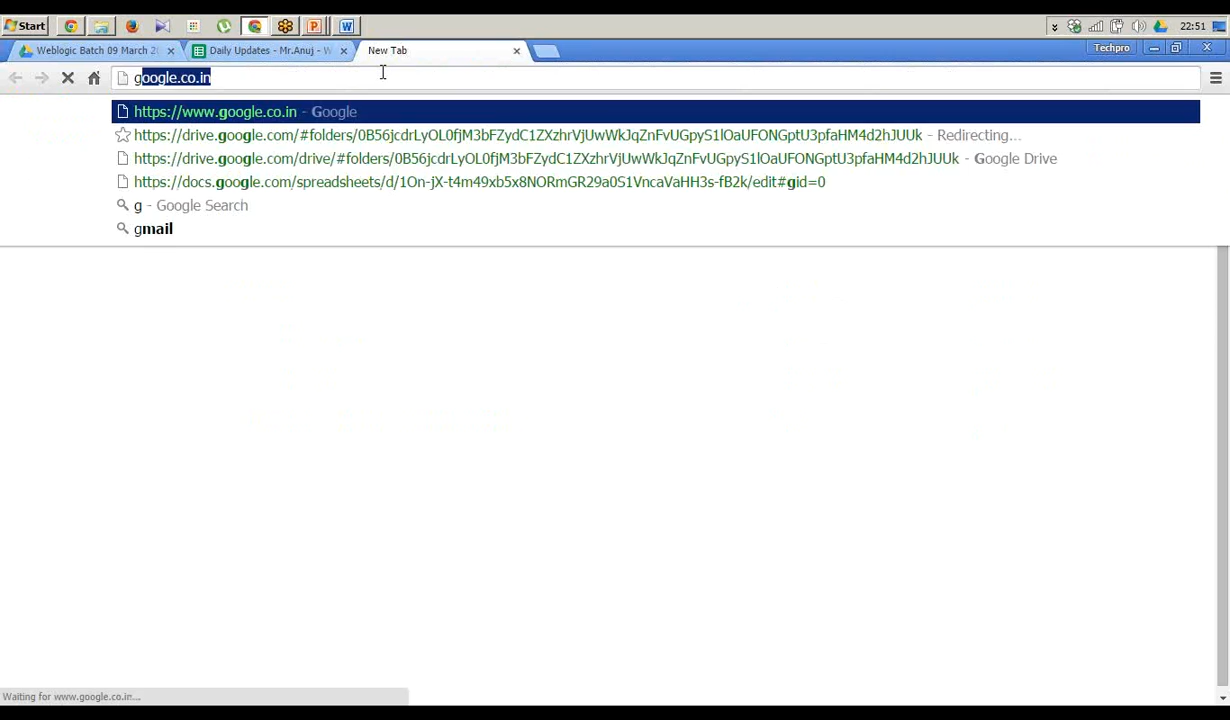 Start
22:51
Weblogic Batch 09 March 2
Daily Updates - Mr.Anuj - W
New Tab
Techpro
google.co.in
https://www.google.co.in - Google
https://drive.google.com/#folders/0B56jcdrLyOL0fjM3bFZydC1ZXzhrVjUwWkJqZnFvUGpyS1lOaUFONGptU3pfaHM4d2hJUUk - Redirecting...
https://drive.google.com/drive/#folders/0B56jcdrLyOL0fjM3bFZydC1ZXzhrVjUwWkJqZnFvUGpyS1lOaUFONGptU3pfaHM4d2hJUUk - Google Drive
https://docs.google.com/spreadsheets/d/1On-jX-t4m49xb5x8NORmGR29a0S1VncaVaHH3s-fB2k/edit#gid=0
g - Google Search
gmail
Waiting for www.google.co.in...